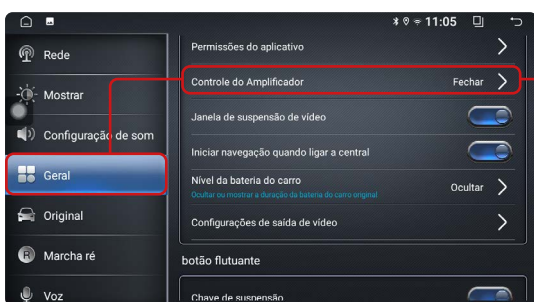 11:05
Rede
Mostrar
Configuração de som
Geral
Original
R Marcha ré
Voz
Permissões do aplicativo
Controle do Amplificador Fechar
Janela de suspensão de vídeo
Iniciar navegação quando ligar a central
Nível da bateria do carro Ocultar
Ocultar ou mostrar a duração da bateria do carro original
Configurações de saída de vídeo
botão flutuante
Chave de suspensão